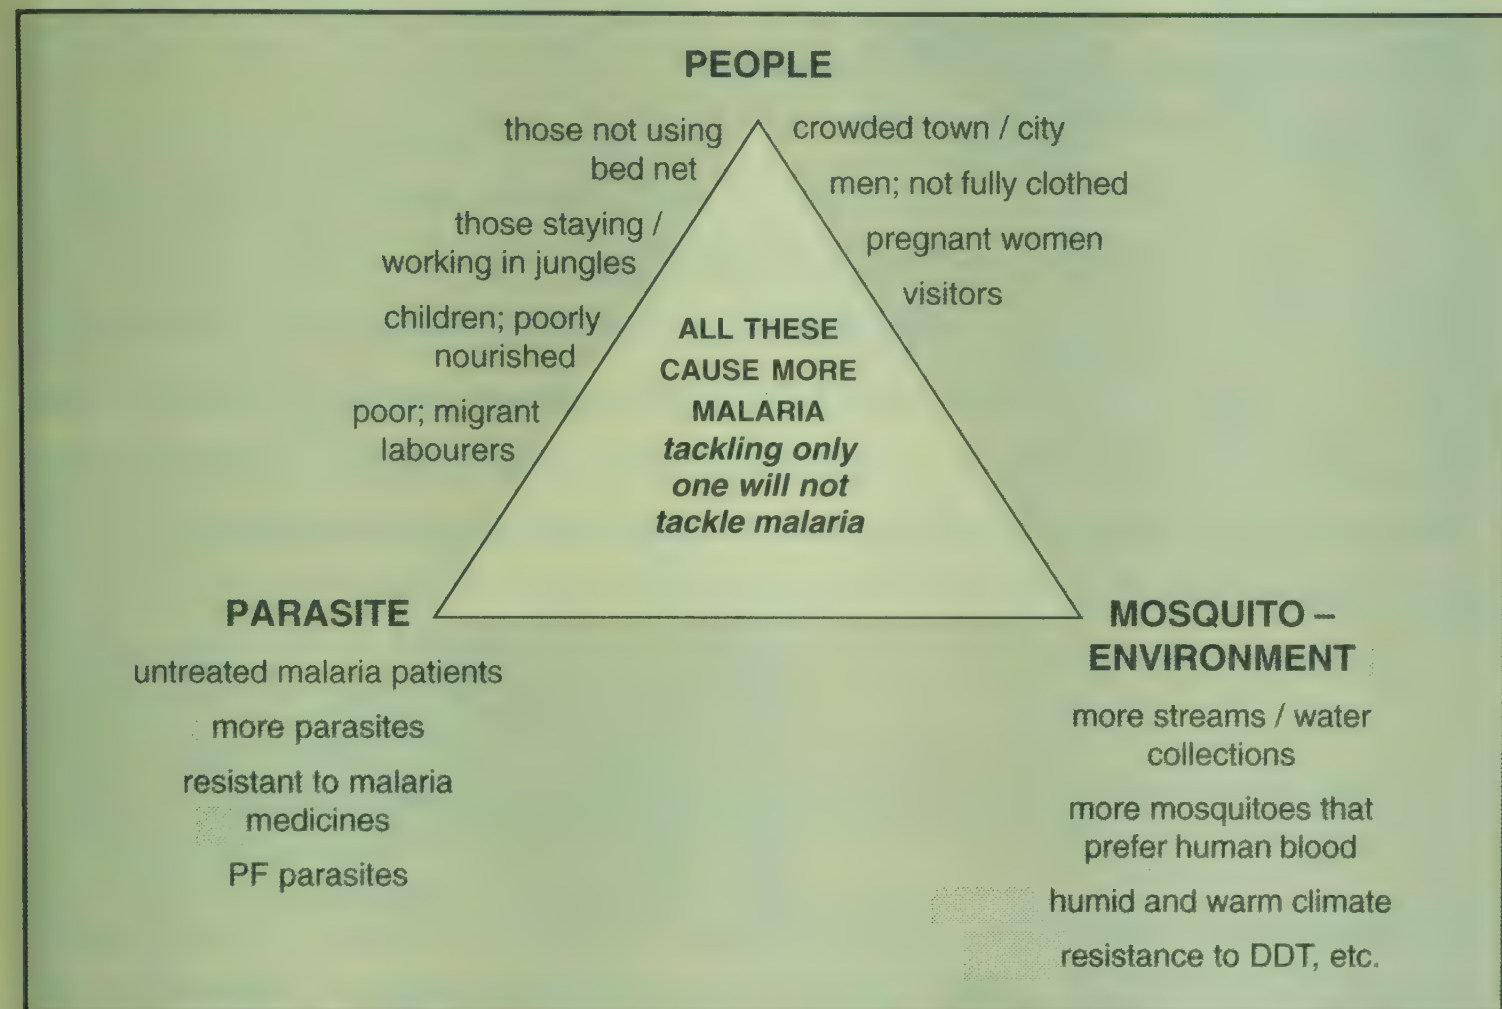 PEOPLE
those not using
bed net
those staying /
working in jungles
children; poorly
nourished
poor; migrant
labourers
crowded town / city
men; not fully clothed
pregnant women
visitors
ALL THESE
CAUSE MORE
MALARIA
tackling only
one will not
tackle malaria
PARASITE
untreated malaria patients
more parasites
resistant to malaria
medicines
PF parasites
MOSQUITO –
ENVIRONMENT
more streams / water
collections
more mosquitoes that
prefer human blood
humid and warm climate
resistance to DDT, etc.